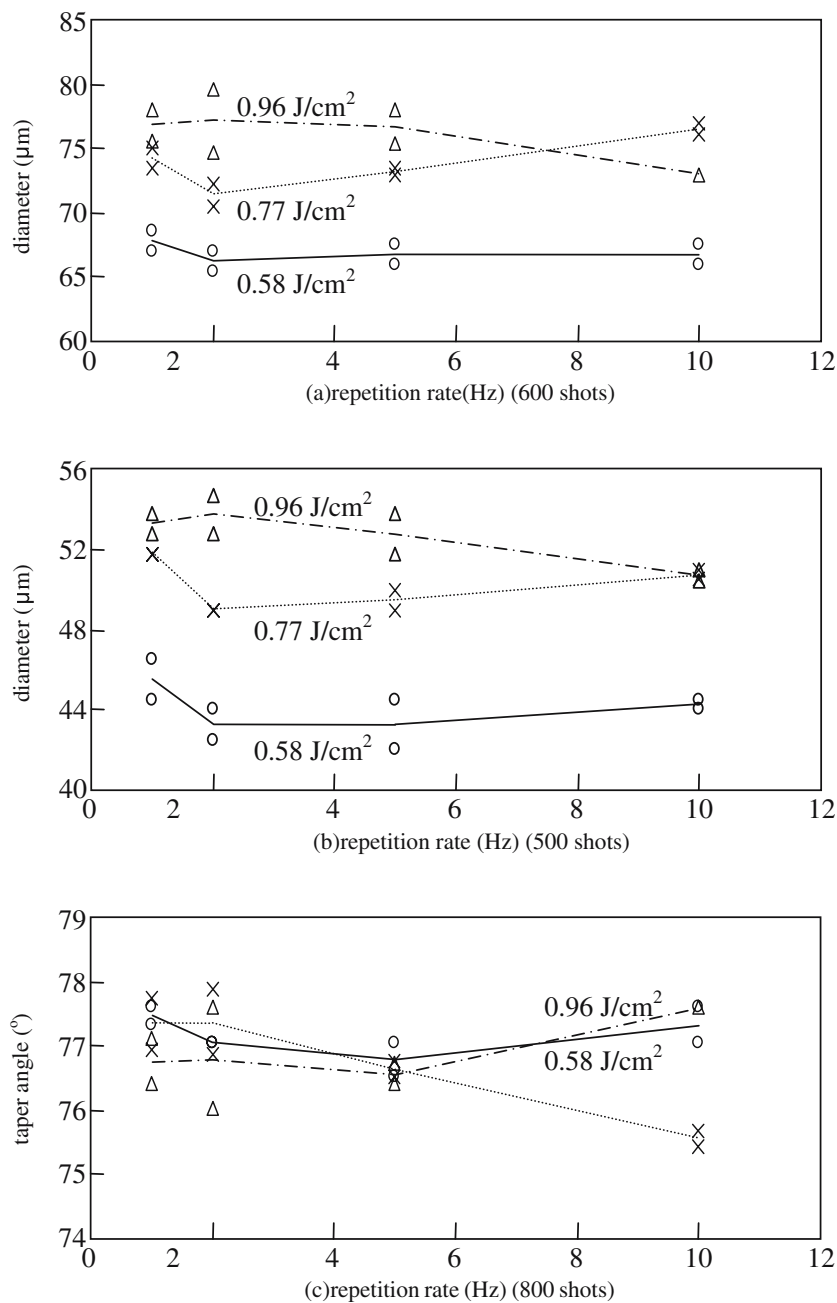 85
80
75
70
65
60
diameter (μm)
0.96 J/cm²
0.77 J/cm²
0.58 J/cm²
0 2 4 6 8 10 12
(a)repetition rate(Hz) (600 shots)
56
52
48
44
40
diameter (μm)
0.96 J/cm²
0.77 J/cm²
0.58 J/cm²
0 2 4 6 8 10 12
(b)repetition rate (Hz) (500 shots)
79
78
77
76
75
74
taper angle (°)
0.96 J/cm²
0.58 J/cm²
0 2 4 6 8 10 12
(c)repetition rate (Hz) (800 shots)